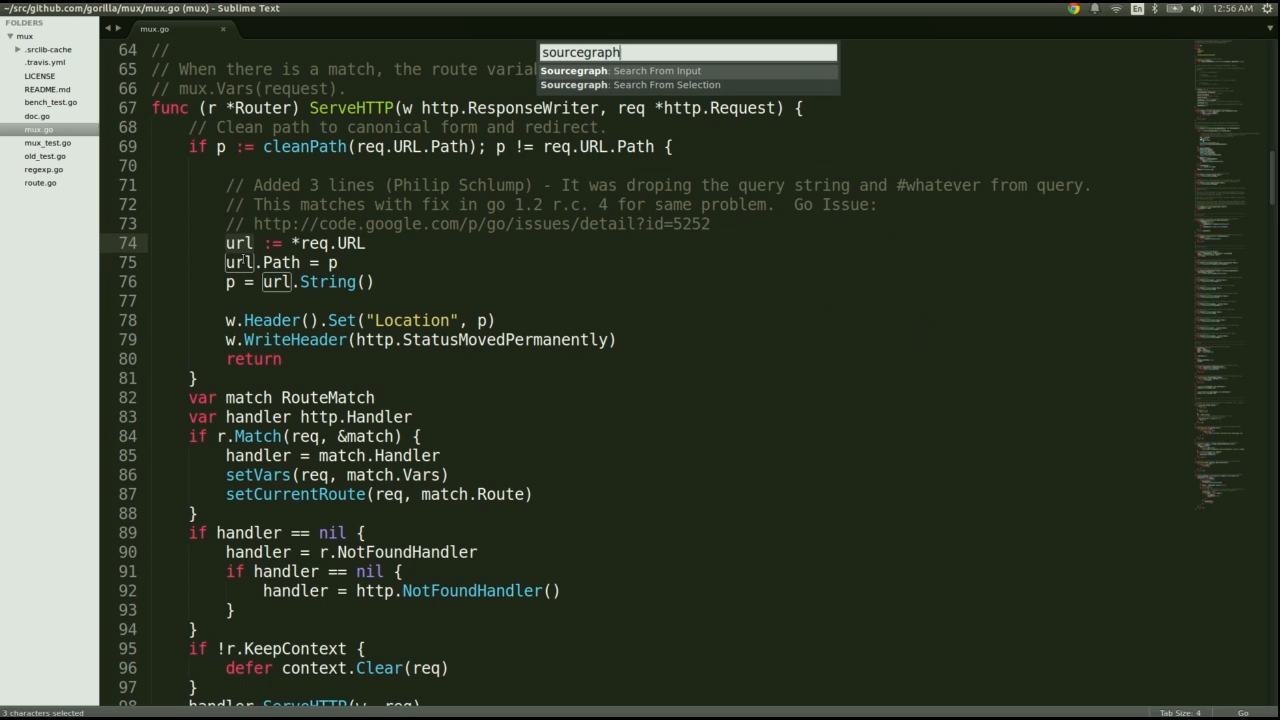 ~/src/github.com/gorilla/mux/mux.go (mux) - Sublime Text
En
12:56 AM
FOLDERS
mux
.srclib-cache
.travis.yml
LICENSE
README.md
bench_test.go
doc.go
mux.go
mux_test.go
old_test.go
regexp.go
route.go
mux.go
×
sourcegraph
Sourcegraph: Search From Input
Sourcegraph: Search From Selection
64 //
65 // When there is a match, the route varia
66 // mux.Vars(request).
67 func (r *Router) ServeHTTP(w http.ResponseWriter, req *http.Request) {
68 // Clean path to canonical form and redirect.
69 if p := cleanPath(req.URL.Path); p != req.URL.Path {
70
71 // Added 3 lines (Philip Schlump) - It was droping the query string and #whatever from query.
72 // This matches with fix in go 1.2 r.c. 4 for same problem.  Go Issue:
73 // http://code.google.com/p/go/issues/detail?id=5252
74 url := *req.URL
75 url.Path = p
76 p = url.String()
77
78 w.Header().Set("Location", p)
79 w.WriteHeader(http.StatusMovedPermanently)
80 return
81 }
82 var match RouteMatch
83 var handler http.Handler
84 if r.Match(req, &match) {
85 handler = match.Handler
86 setVars(req, match.Vars)
87 setCurrentRoute(req, match.Route)
88 }
89 if handler == nil {
90 handler = r.NotFoundHandler
91 if handler == nil {
92 handler = http.NotFoundHandler()
93 }
94 }
95 if !r.KeepContext {
96 defer context.Clear(req)
97 }
98 handler.ServeHTTP(w, req)
3 characters selected
Tab Size: 4
Go